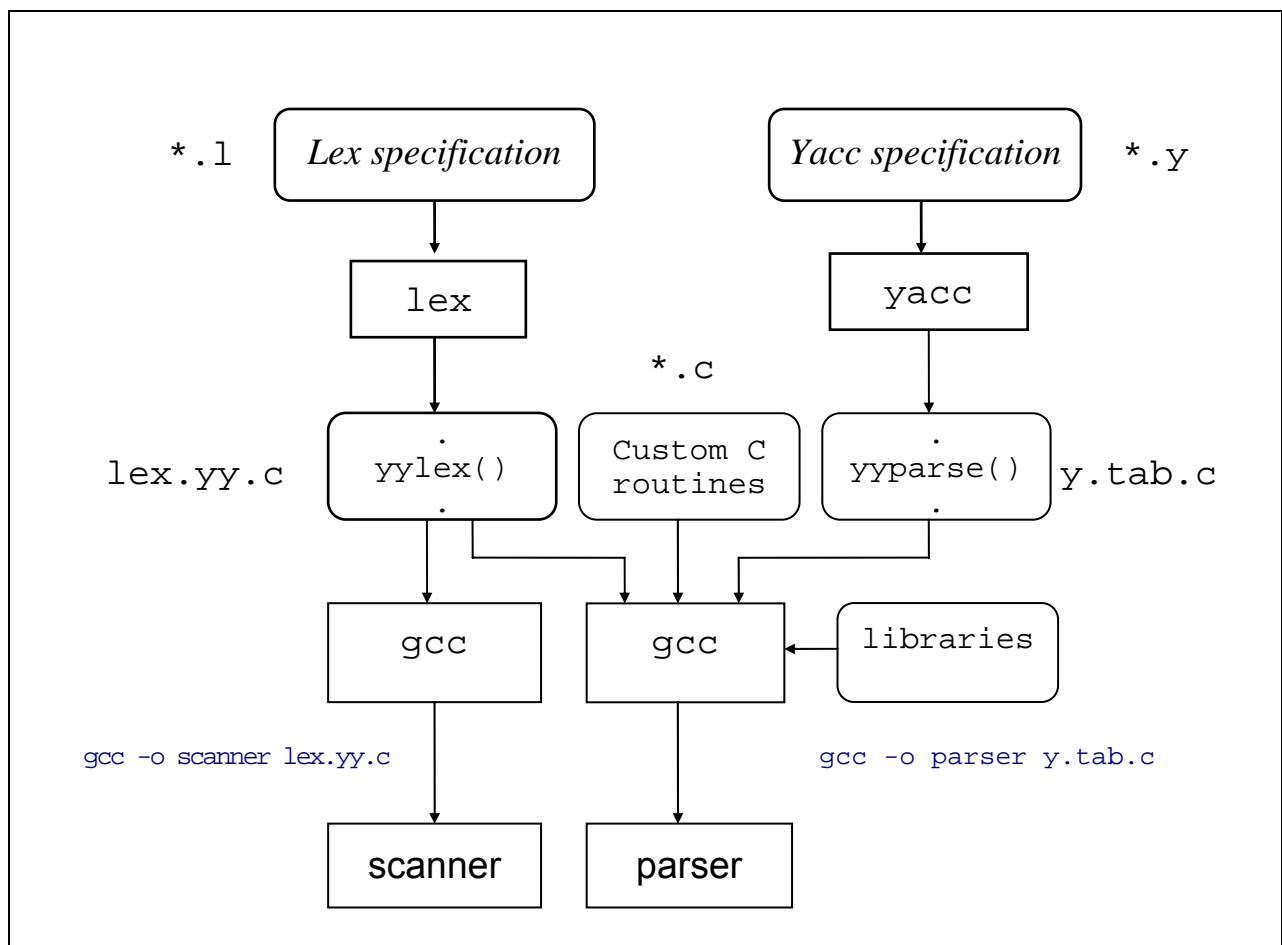 *.l
Lex specification
Yacc specification
*.y
lex
yacc
*.c
lex.yy.c
.
yylex()
.
Custom C
routines
.
yyparse()
.
y.tab.c
gcc
gcc
libraries
gcc -o scanner lex.yy.c
gcc -o parser y.tab.c
scanner
parser